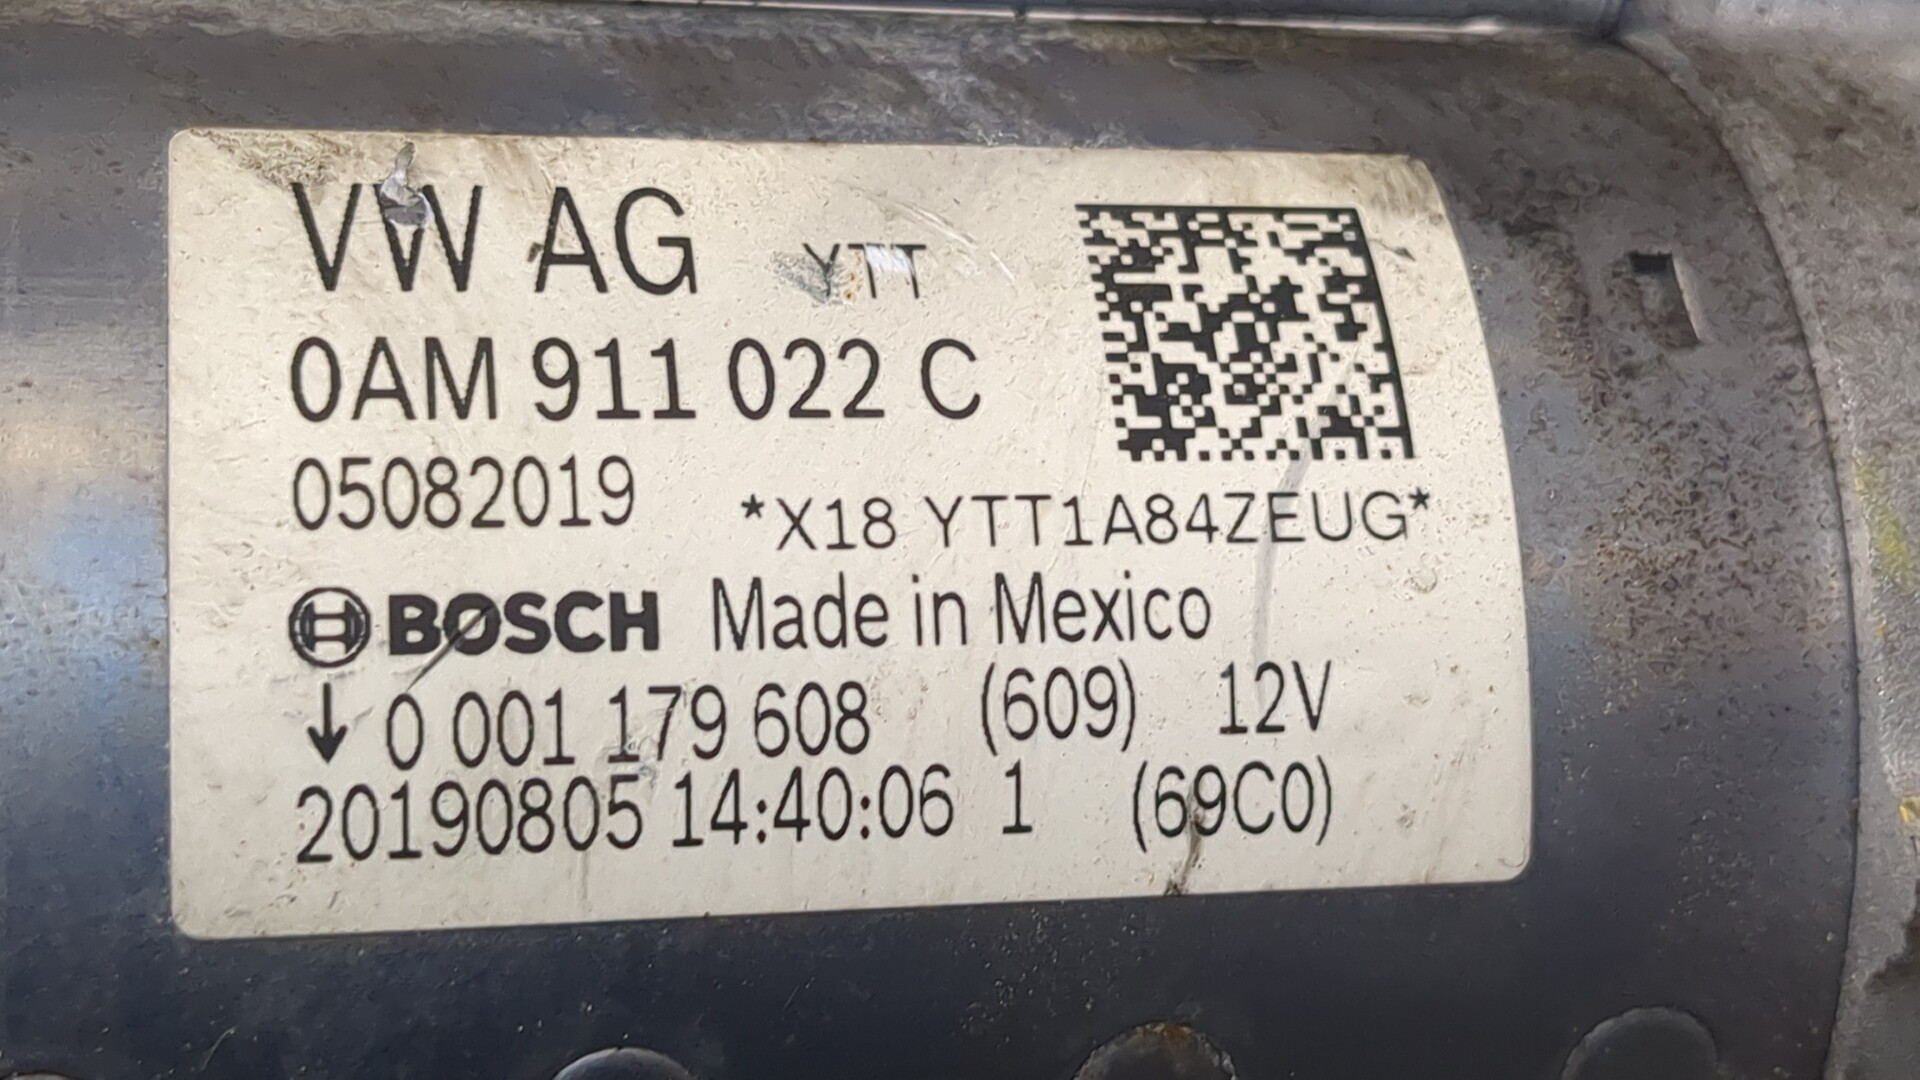 VW AG YTT
0AM 911 022 C
05082019
*X18 YTT1A84ZEUG*
BOSCH Made in Mexico
↓ 0 001 179 608 (609) 12V
20190805 14:40:06 1 (69C0)